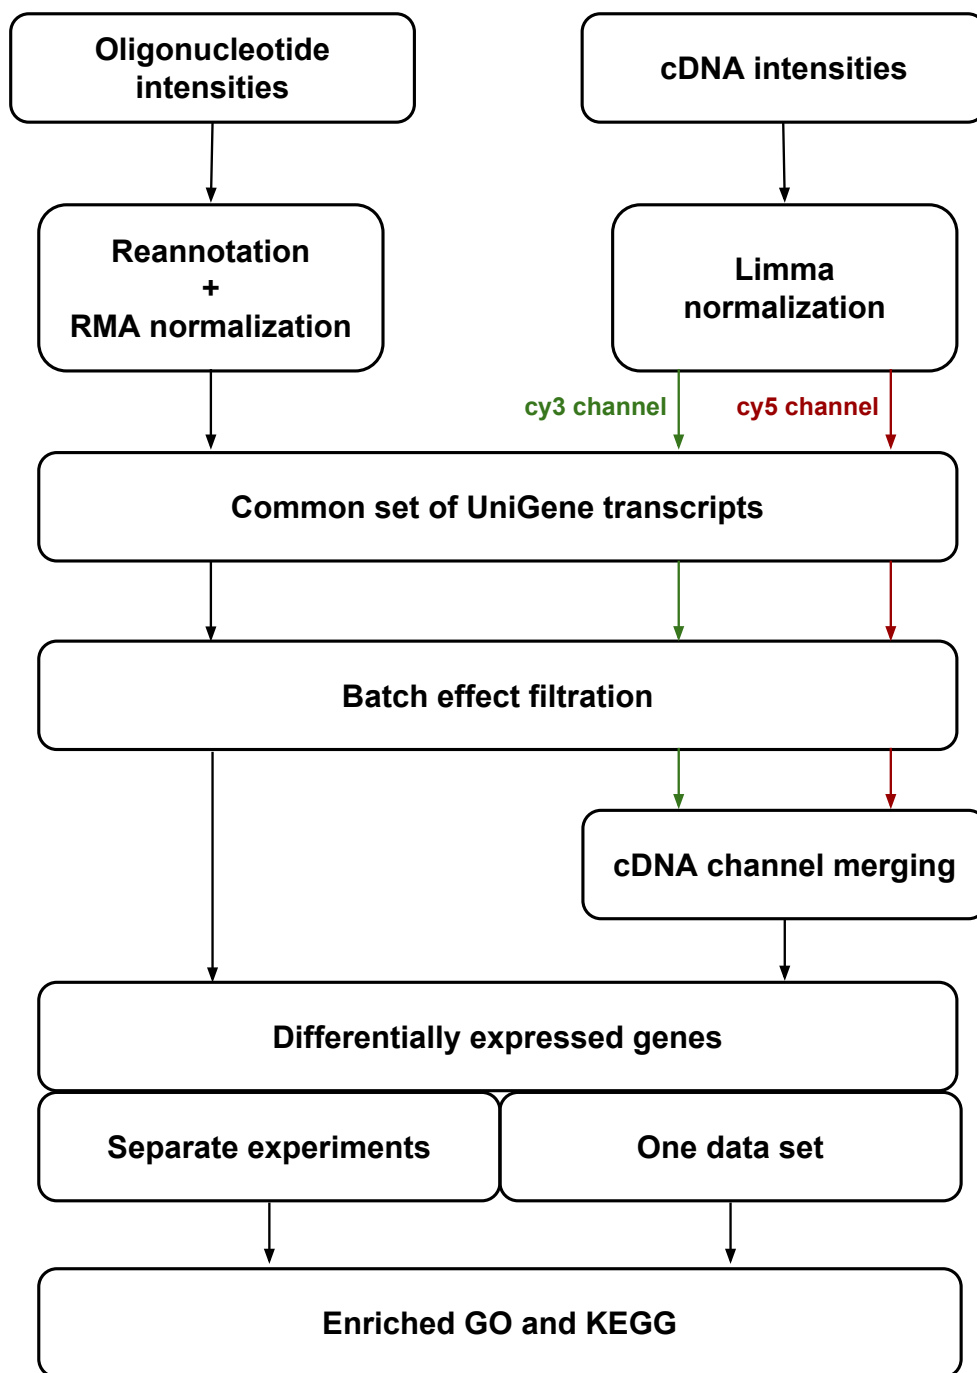 Oligonucleotide
intensities
cDNA intensities
Reannotation
+
RMA normalization
Limma
normalization
cy3 channel
cy5 channel
Common set of UniGene transcripts
Batch effect filtration
cDNA channel merging
Differentially expressed genes
Separate experiments
One data set
Enriched GO and KEGG